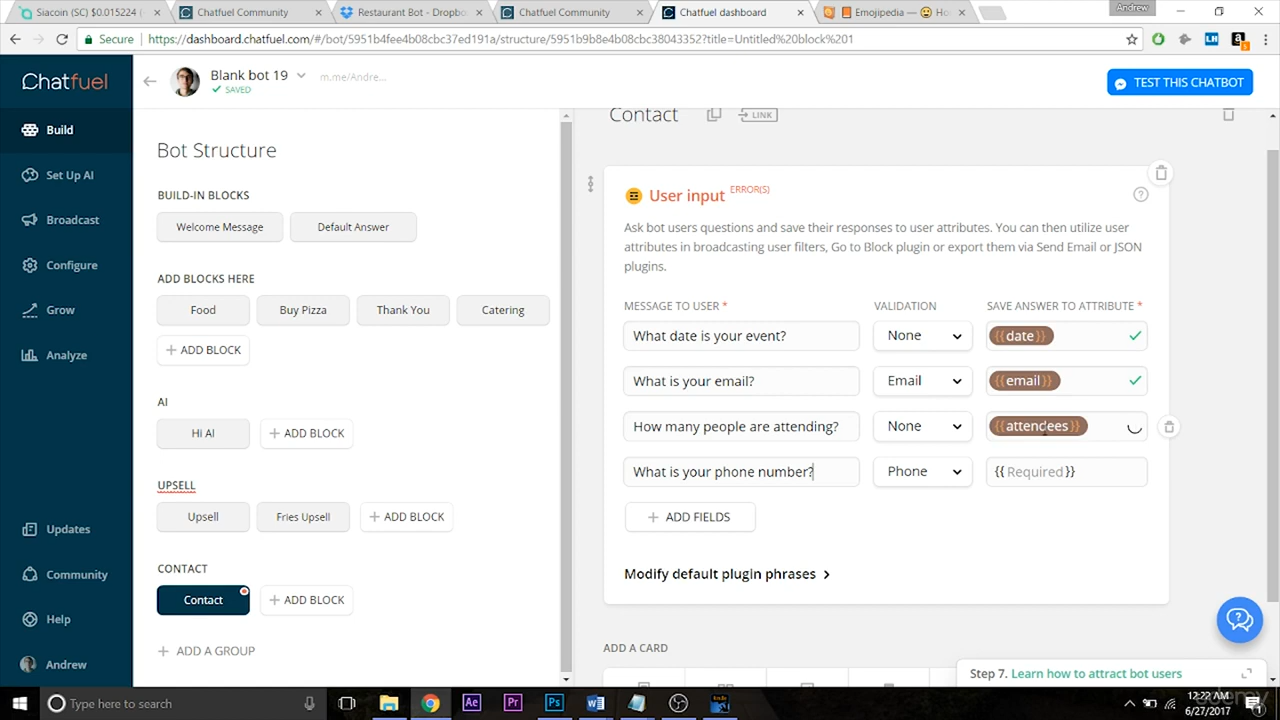 Siacoin (SC) $0.015224 (
Chatfuel Community
Restaurant Bot - Dropbo
Chatfuel Community
Chatfuel dashboard
Emojipedia — 😃 Ho
Andrew
Secure
https://dashboard.chatfuel.com/#/bot/5951b4fee4b08cbc37ed191a/structure/5951b9b8e4b08cbc38043352?title=Untitled%20block%201
LH
Chatfuel
Blank bot 19
SAVED
m.me/Andre...
TEST THIS CHATBOT
Build
Set Up AI
Broadcast
Configure
Grow
Analyze
Updates
Community
Help
Andrew
Bot Structure
BUILD-IN BLOCKS
Welcome Message
Default Answer
ADD BLOCKS HERE
Food
Buy Pizza
Thank You
Catering
+ ADD BLOCK
AI
Hi AI
+ ADD BLOCK
UPSELL
Upsell
Fries Upsell
+ ADD BLOCK
CONTACT
Contact
+ ADD BLOCK
+ ADD A GROUP
Contact
LINK
User input ERROR(S)
Ask bot users questions and save their responses to user attributes. You can then utilize user
attributes in broadcasting user filters, Go to Block plugin or export them via Send Email or JSON
plugins.
MESSAGE TO USER * VALIDATION SAVE ANSWER TO ATTRIBUTE *
What date is your event? None {{date}}
What is your email? Email {{email}}
How many people are attending? None {{attendees}}
What is your phone number? Phone {{Required}}
+ ADD FIELDS
Modify default plugin phrases >
ADD A CARD
Step 7. Learn how to attract bot users
Type here to search
Ae
Pr
Ps
12:22 AM
6/27/2017
udemy